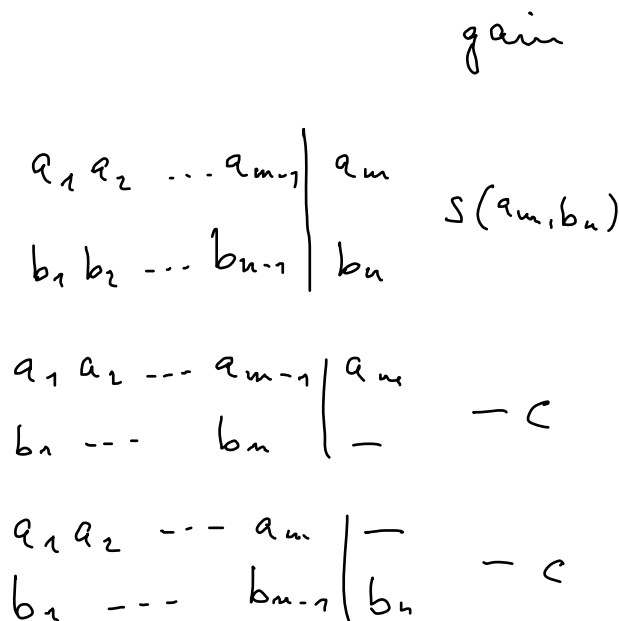 gain
a₁ a₂ ... aₘ₋₁ | aₘ
s(aₘ, bₙ)
b₁ b₂ --- bₙ₋₁ | bₙ
a₁ a₂ --- aₘ₋₁ | aₘ
b₁ --- bₙ | —
— c
a₁ a₂ --- aₘ | —
b₁ --- bₙ₋₁ | bₙ
— c